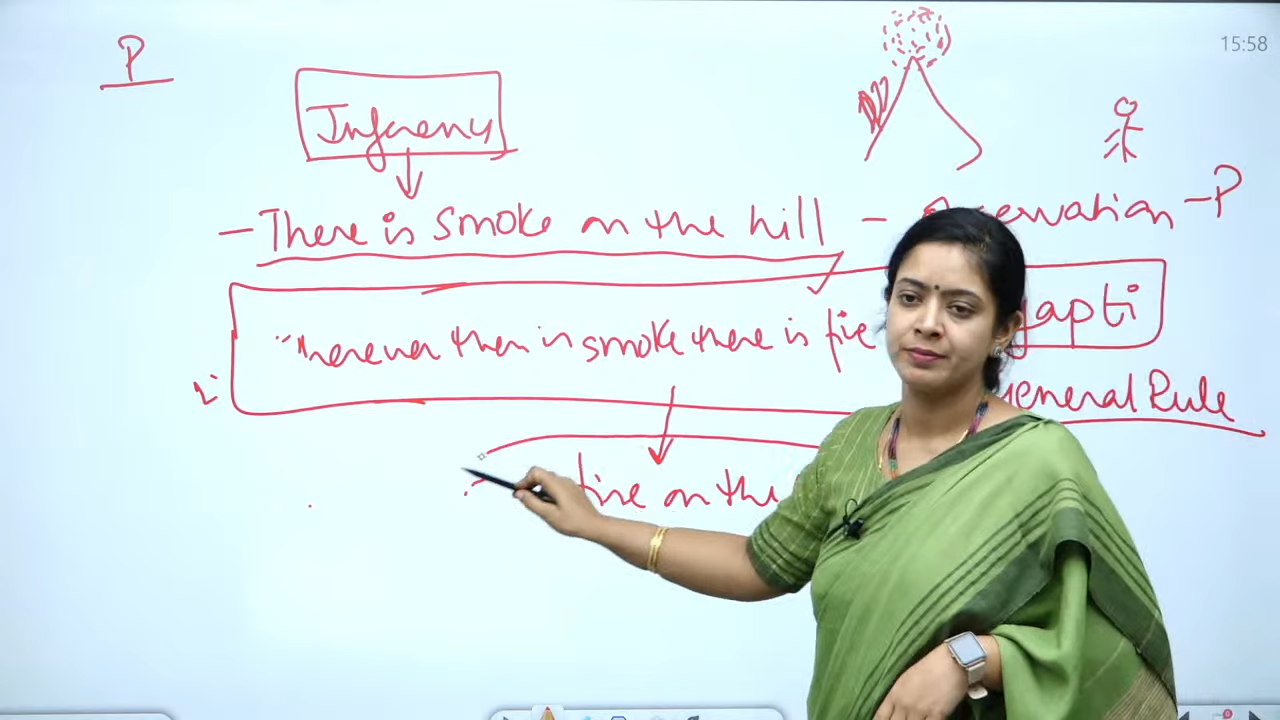 P
15:58
Inference
– There is smoke on the hill – Observation – P
"wherever there is smoke there is fire yapti
General Rule
fire on the